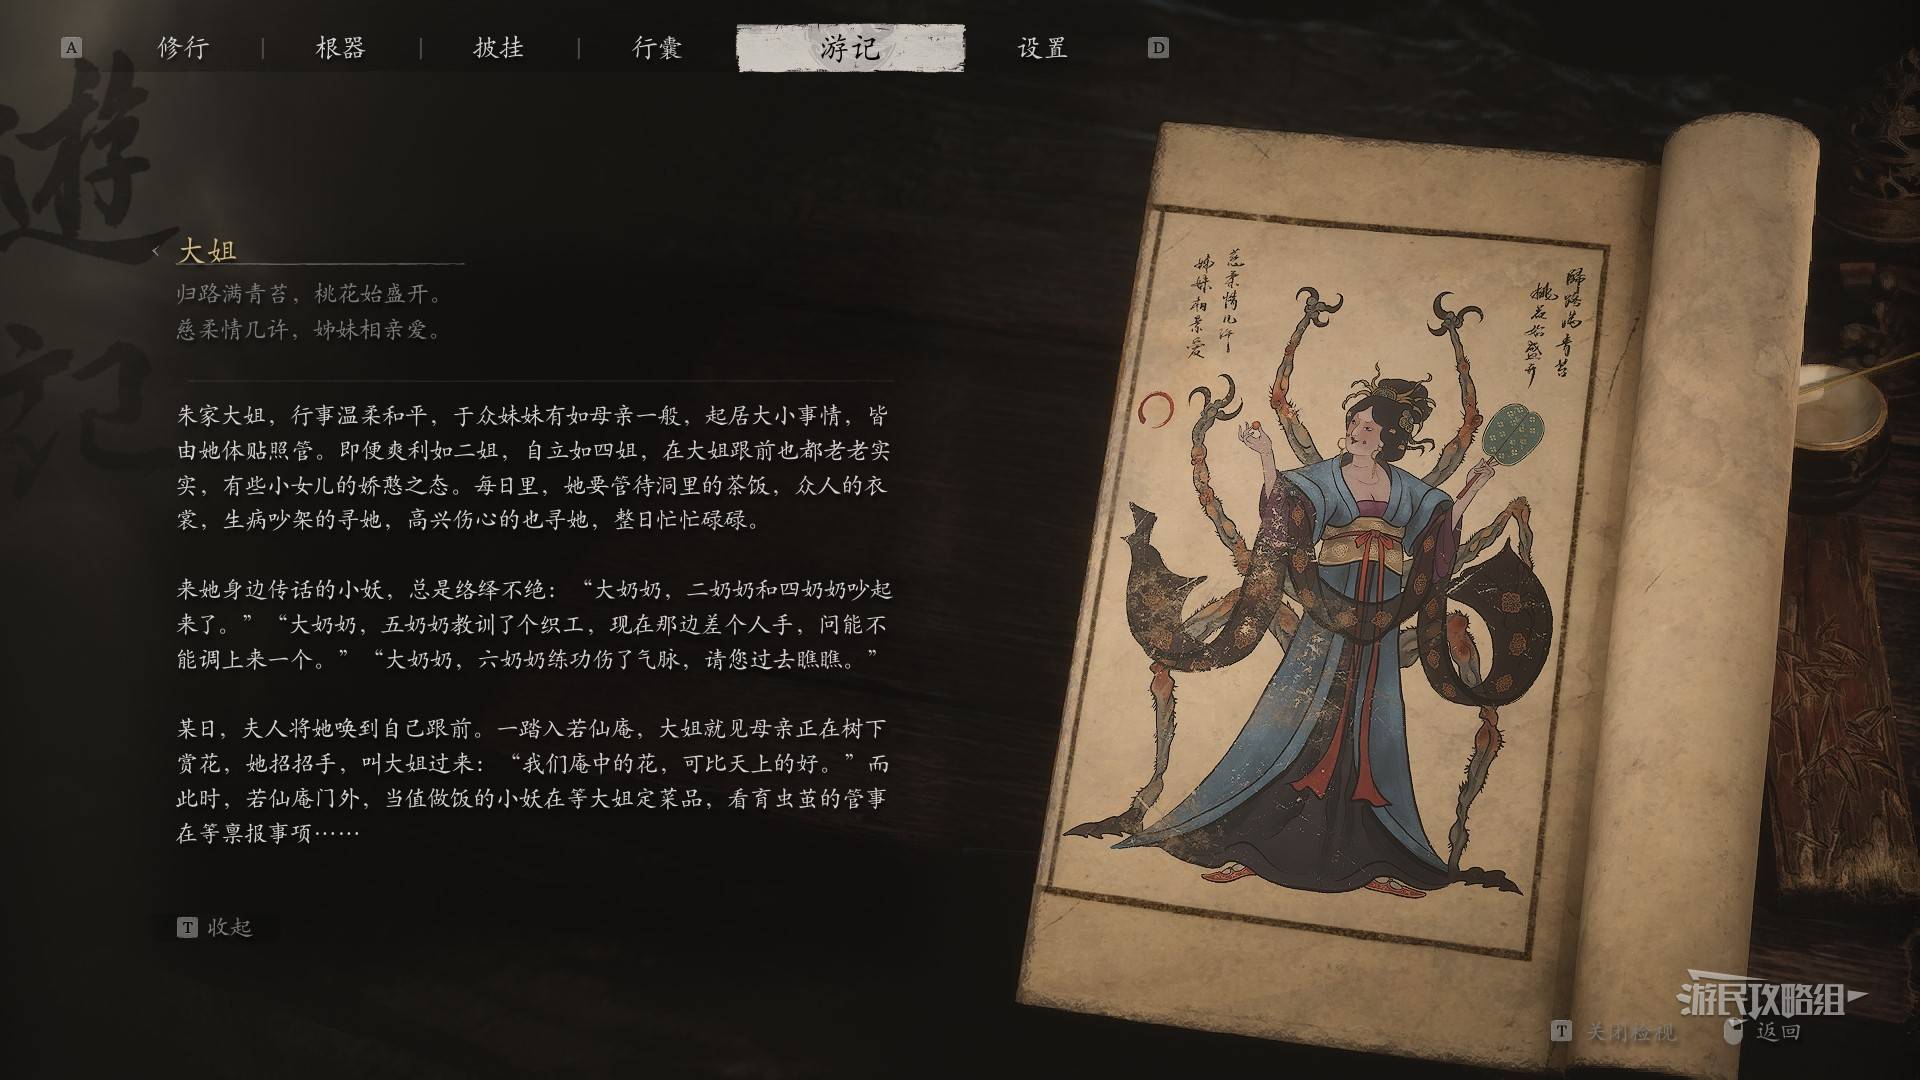 A
修行
根器
披挂
行囊
游记
设置
D
遊記
大姐
归路满青苔，桃花始盛开。
慈柔情几许，姊妹相亲爱。
朱家大姐，行事温柔和平，于众妹妹有如母亲一般，起居大小事情，皆
由她体贴照管。即便爽利如二姐，自立如四姐，在大姐跟前也都老老实
实，有些小女儿的娇憨之态。每日里，她要管待洞里的茶饭，众人的衣
裳，生病吵架的寻她，高兴伤心的也寻她，整日忙忙碌碌。
来她身边传话的小妖，总是络绎不绝：“大奶奶，二奶奶和四奶奶吵起
来了。”“大奶奶，五奶奶教训了个织工，现在那边差个人手，问能不
能调上来一个。”“大奶奶，六奶奶练功伤了气脉，请您过去瞧瞧。”
某日，夫人将她唤到自己跟前。一踏入若仙庵，大姐就见母亲正在树下
赏花，她招招手，叫大姐过来：“我们庵中的花，可比天上的好。”而
此时，若仙庵门外，当值做饭的小妖在等大姐定菜品，看育虫茧的管事
在等禀报事项……
T 收起
歸路满青苔
桃花始盛开
慈柔情几许
姊妹相亲爱
游民攻略组
T 关闭检视
返回